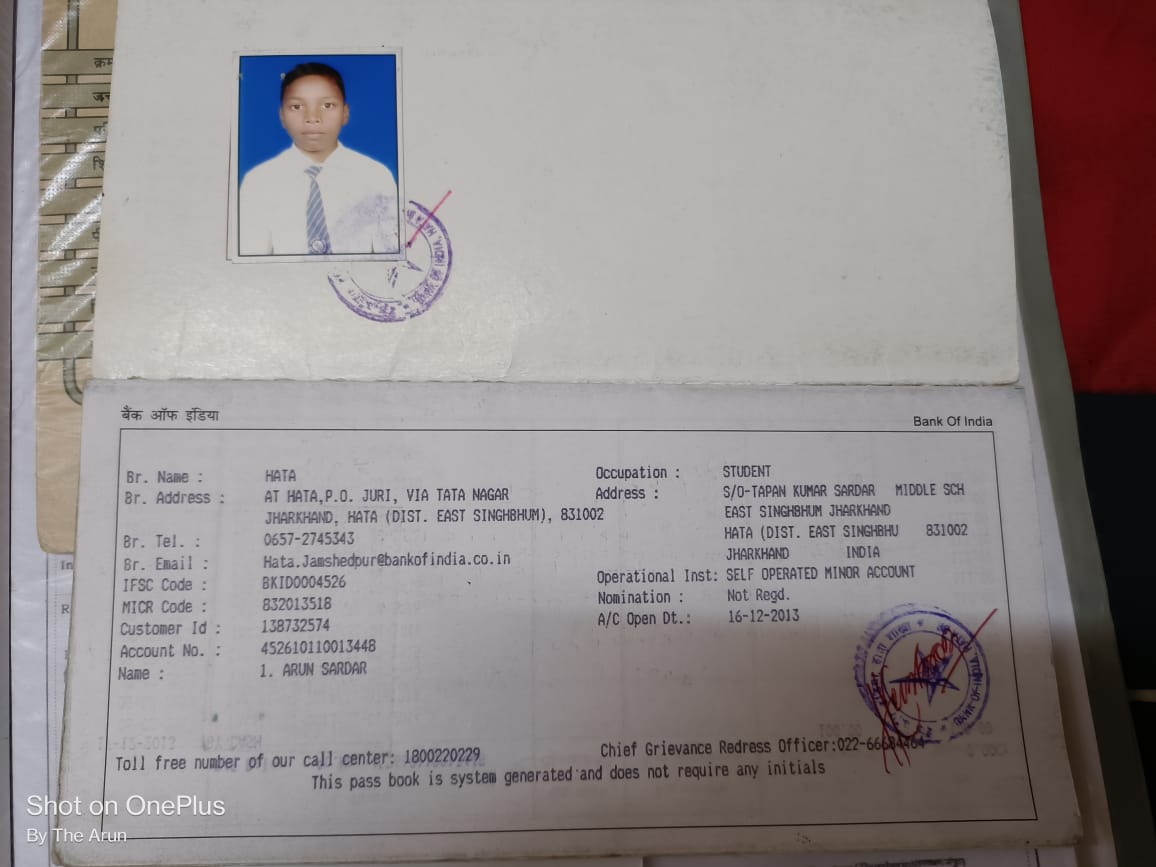 क्रम
बैंक ऑफ इंडिया
Bank Of India
Br. Name : HATA
Br. Address : AT HATA,P.O. JURI, VIA TATA NAGAR
JHARKHAND, HATA (DIST. EAST SINGHBHUM), 831002
Br. Tel. : 0657-2745343
Br. Email : Hata.Jamshedpur@bankofindia.co.in
IFSC Code : BKID0004526
MICR Code : 832013518
Customer Id : 138732574
Account No. : 452610110013448
Name : 1. ARUN SARDAR
Occupation : STUDENT
Address : S/O-TAPAN KUMAR SARDAR MIDDLE SCH
EAST SINGHBHUM JHARKHAND
HATA (DIST. EAST SINGHBHU 831002
JHARKHAND INDIA
Operational Inst: SELF OPERATED MINOR ACCOUNT
Nomination : Not Regd.
A/C Open Dt.: 16-12-2013
BANK OF INDIA
Toll free number of our call center: 1800220229
Chief Grievance Redress Officer:022-66684464
This pass book is system generated and does not require any initials
Shot on OnePlus
By The Arun